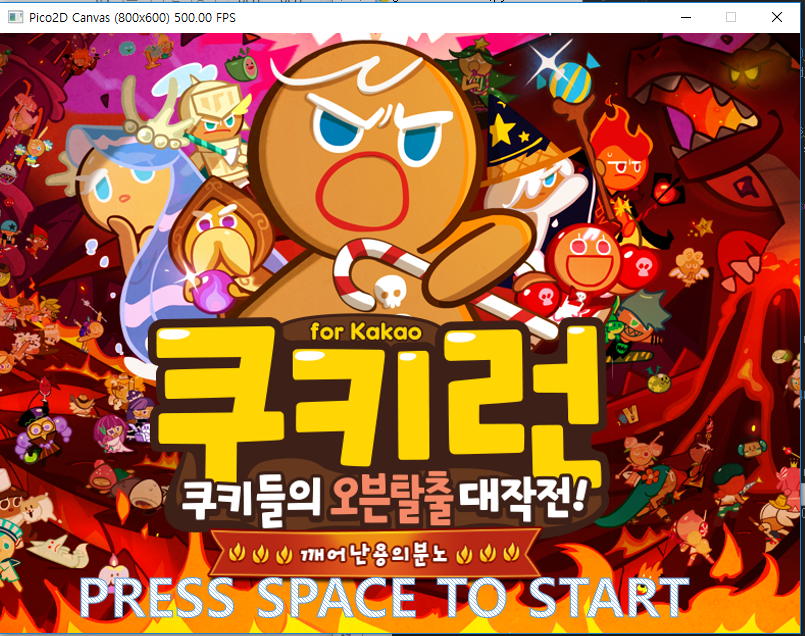 Pico2D Canvas (800x600) 500.00 FPS
for Kakao
쿠키런
쿠키들의 오븐탈출 대작전!
깨어난용의분노
PRESS SPACE TO START